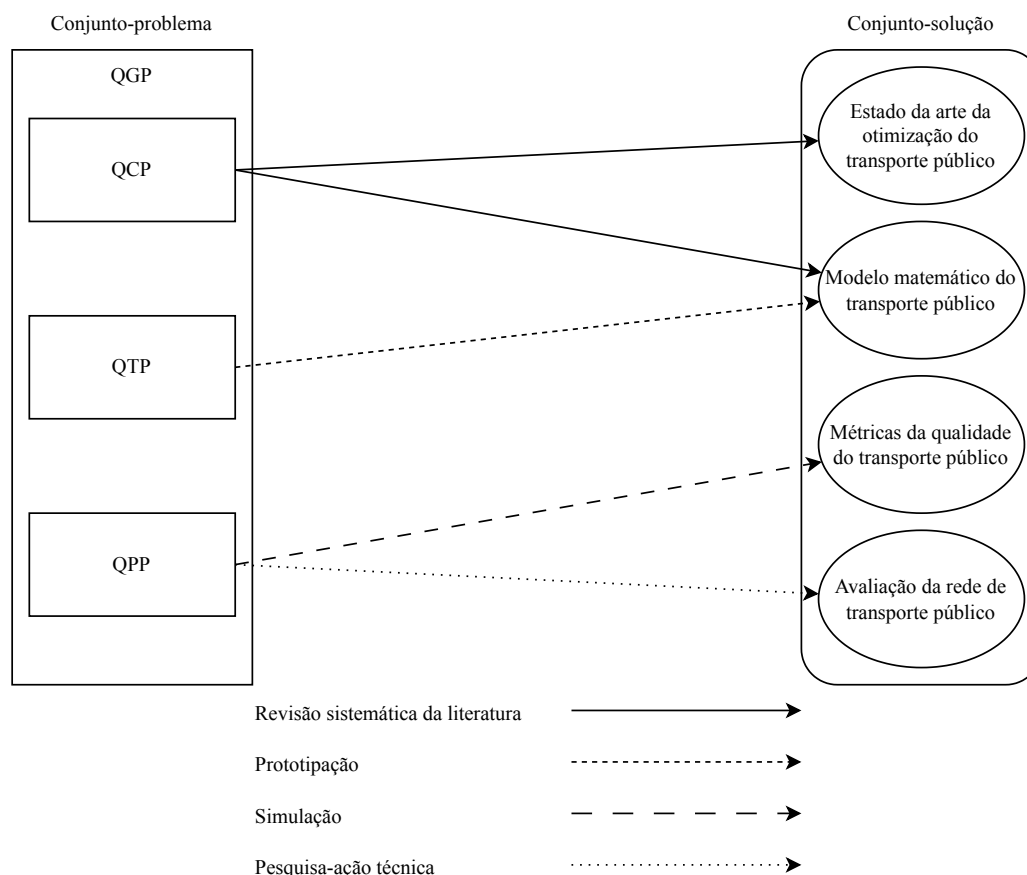 Conjunto-problema
Conjunto-solução
QGP
QCP
QTP
QPP
Estado da arte da
otimização do
transporte público
Modelo matemático do
transporte público
Métricas da qualidade
do transporte público
Avaliação da rede de
transporte público
Revisão sistemática da literatura
Prototipação
Simulação
Pesquisa-ação técnica